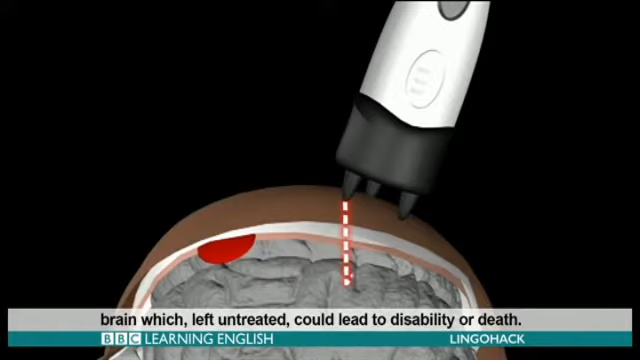 brain which, left untreated, could lead to disability or death.
BBC LEARNING ENGLISH LINGOHACK